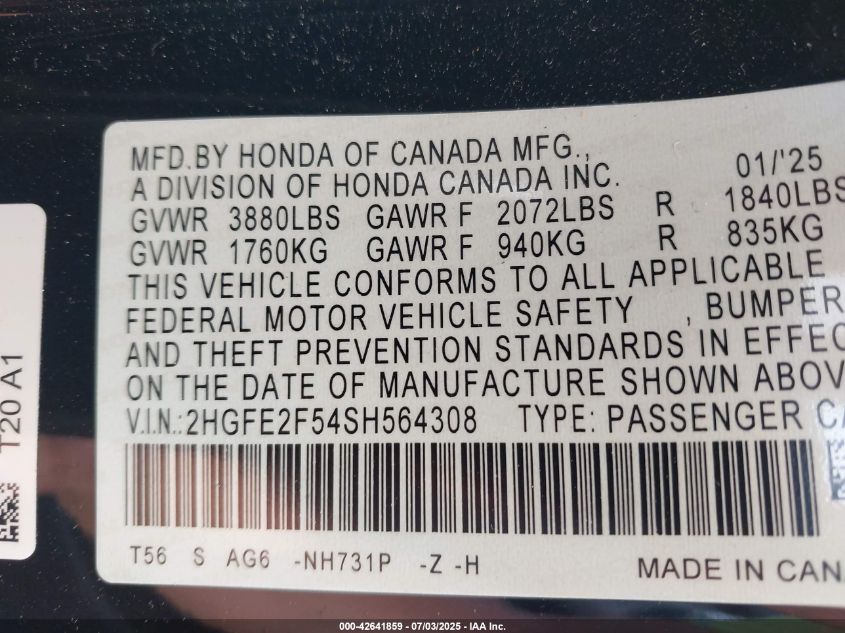 MFD.BY HONDA OF CANADA MFG., 01/'25
A DIVISION OF HONDA CANADA INC.
GVWR 3880LBS GAWR F 2072LBS R 1840LBS
GVWR 1760KG GAWR F 940KG R 835KG
THIS VEHICLE CONFORMS TO ALL APPLICABLE
FEDERAL MOTOR VEHICLE SAFETY , BUMPER
AND THEFT PREVENTION STANDARDS IN EFFEC
ON THE DATE OF MANUFACTURE SHOWN ABOV
V.I.N.:2HGFE2F54SH564308 TYPE: PASSENGER CA
T56 S AG6 -NH731P -Z -H
MADE IN CAN
T20 A1
000-42641859 - 07/03/2025 - IAA Inc.